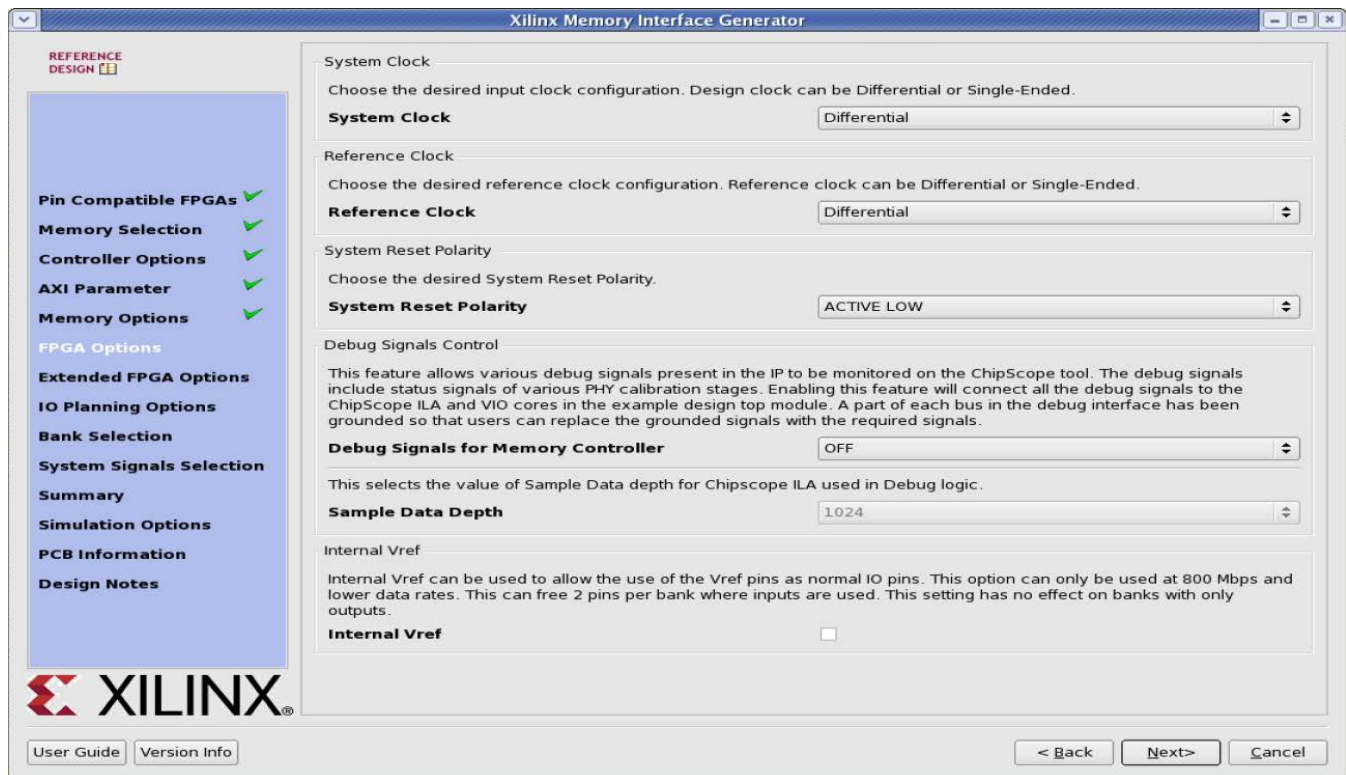 Xilinx Memory Interface Generator
REFERENCE
DESIGN
Pin Compatible FPGAs
Memory Selection
Controller Options
AXI Parameter
Memory Options
FPGA Options
Extended FPGA Options
IO Planning Options
Bank Selection
System Signals Selection
Summary
Simulation Options
PCB Information
Design Notes
XILINX®
System Clock
Choose the desired input clock configuration. Design clock can be Differential or Single-Ended.
System Clock Differential
Reference Clock
Choose the desired reference clock configuration. Reference clock can be Differential or Single-Ended.
Reference Clock Differential
System Reset Polarity
Choose the desired System Reset Polarity.
System Reset Polarity ACTIVE LOW
Debug Signals Control
This feature allows various debug signals present in the IP to be monitored on the ChipScope tool. The debug signals
include status signals of various PHY calibration stages. Enabling this feature will connect all the debug signals to the
ChipScope ILA and VIO cores in the example design top module. A part of each bus in the debug interface has been
grounded so that users can replace the grounded signals with the required signals.
Debug Signals for Memory Controller OFF
This selects the value of Sample Data depth for Chipscope ILA used in Debug logic.
Sample Data Depth 1024
Internal Vref
Internal Vref can be used to allow the use of the Vref pins as normal IO pins. This option can only be used at 800 Mbps and
lower data rates. This can free 2 pins per bank where inputs are used. This setting has no effect on banks with only
outputs.
Internal Vref
User Guide Version Info < Back Next> Cancel